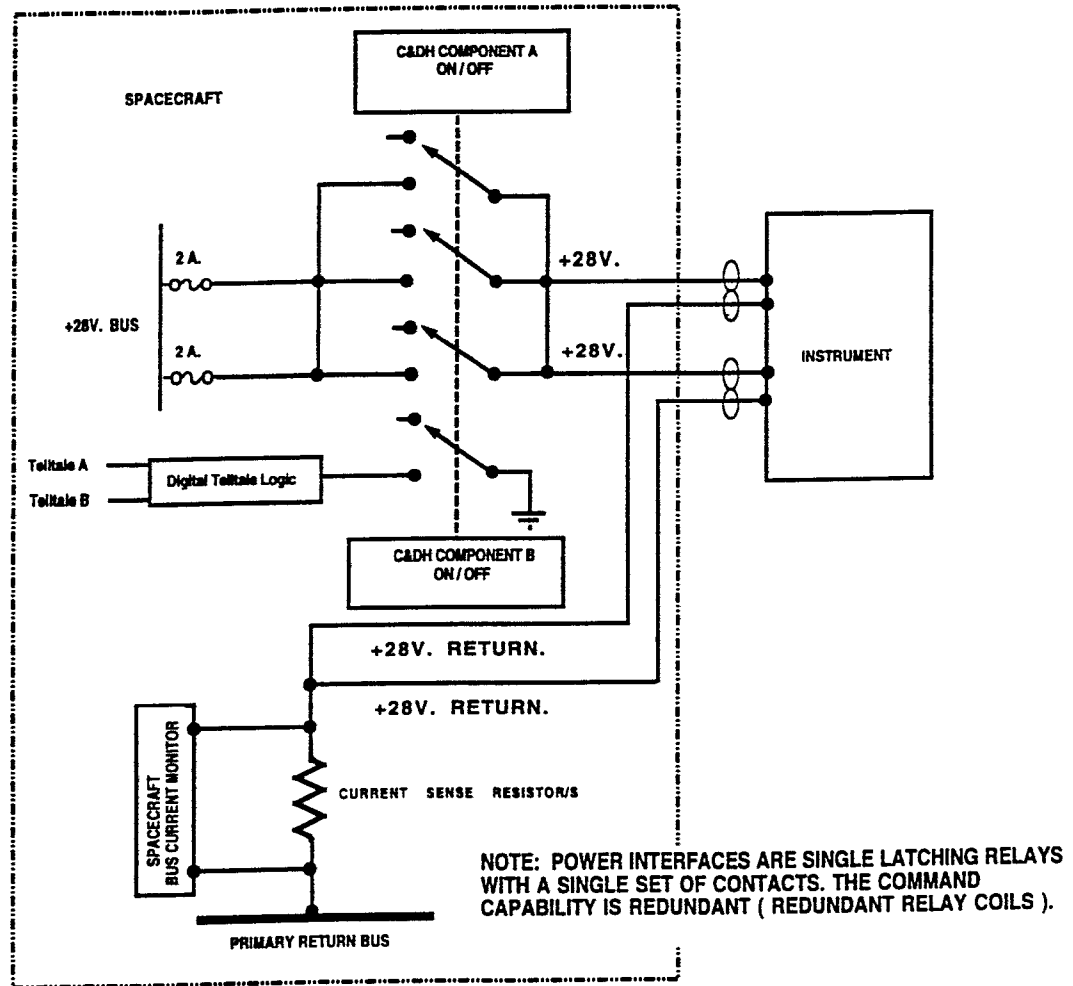 C&DH COMPONENT A
ON / OFF
SPACECRAFT
2 A.
+28V.
+28V. BUS
2 A.
+28V.
INSTRUMENT
Telltale A
Digital Telltale Logic
Telltale B
C&DH COMPONENT B
ON / OFF
+28V. RETURN.
+28V. RETURN.
SPACECRAFT
BUS CURRENT MONITOR
CURRENT SENSE RESISTOR/S
NOTE: POWER INTERFACES ARE SINGLE LATCHING RELAYS
WITH A SINGLE SET OF CONTACTS. THE COMMAND
CAPABILITY IS REDUNDANT ( REDUNDANT RELAY COILS ).
PRIMARY RETURN BUS